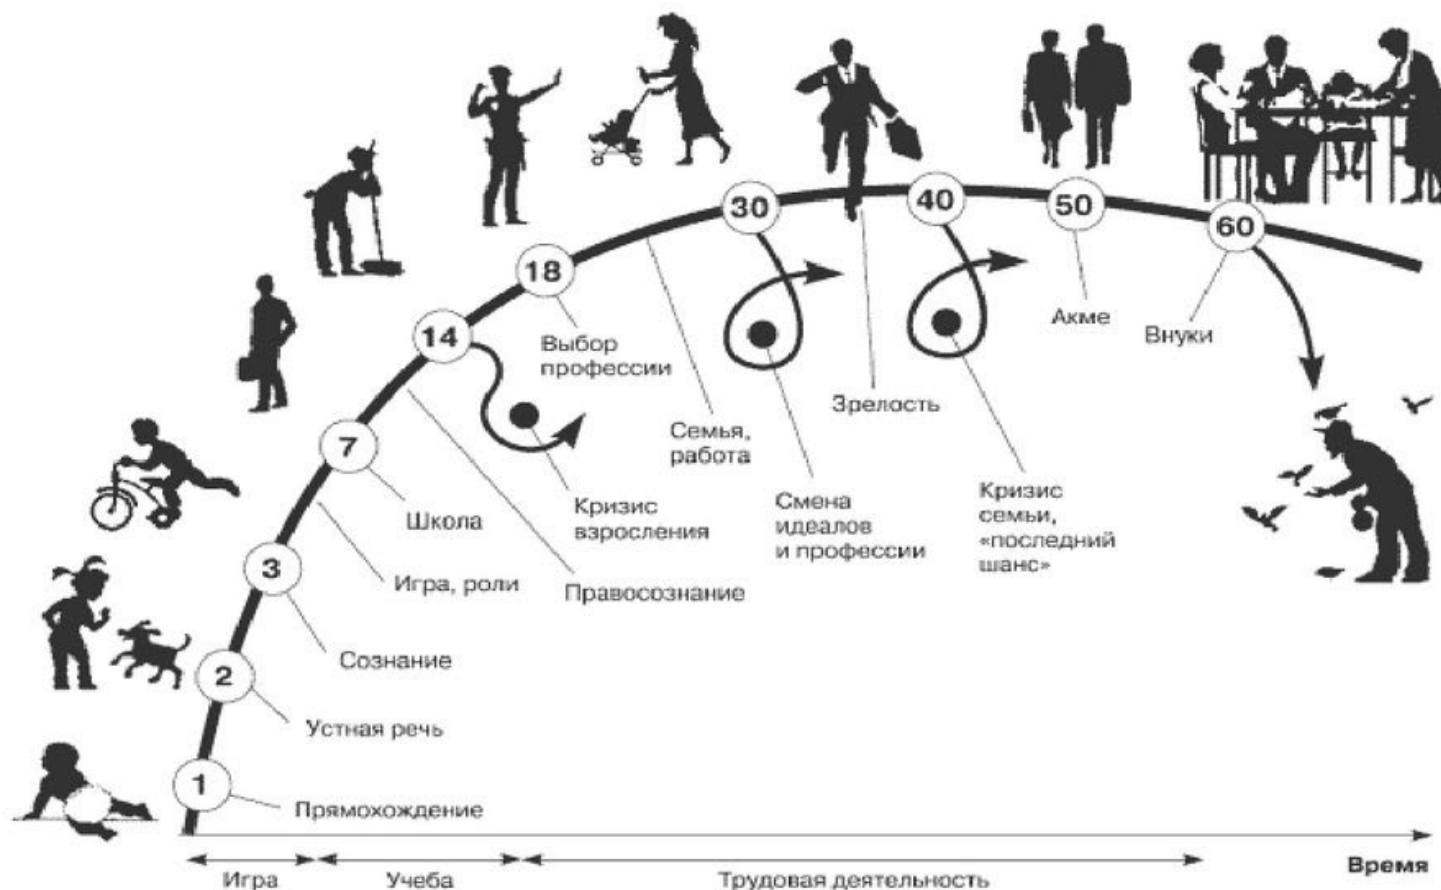 30
40
50
60
18
14
7
3
2
1
Акме
Внуки
Выбор
профессии
Зрелость
Семья,
работа
Кризис
семьи,
«последний
шанс»
Смена
идеалов
и профессии
Кризис
взросления
Школа
Игра, роли
Правосознание
Сознание
Устная речь
Прямохождение
Время
Игра
Учеба
Трудовая деятельность